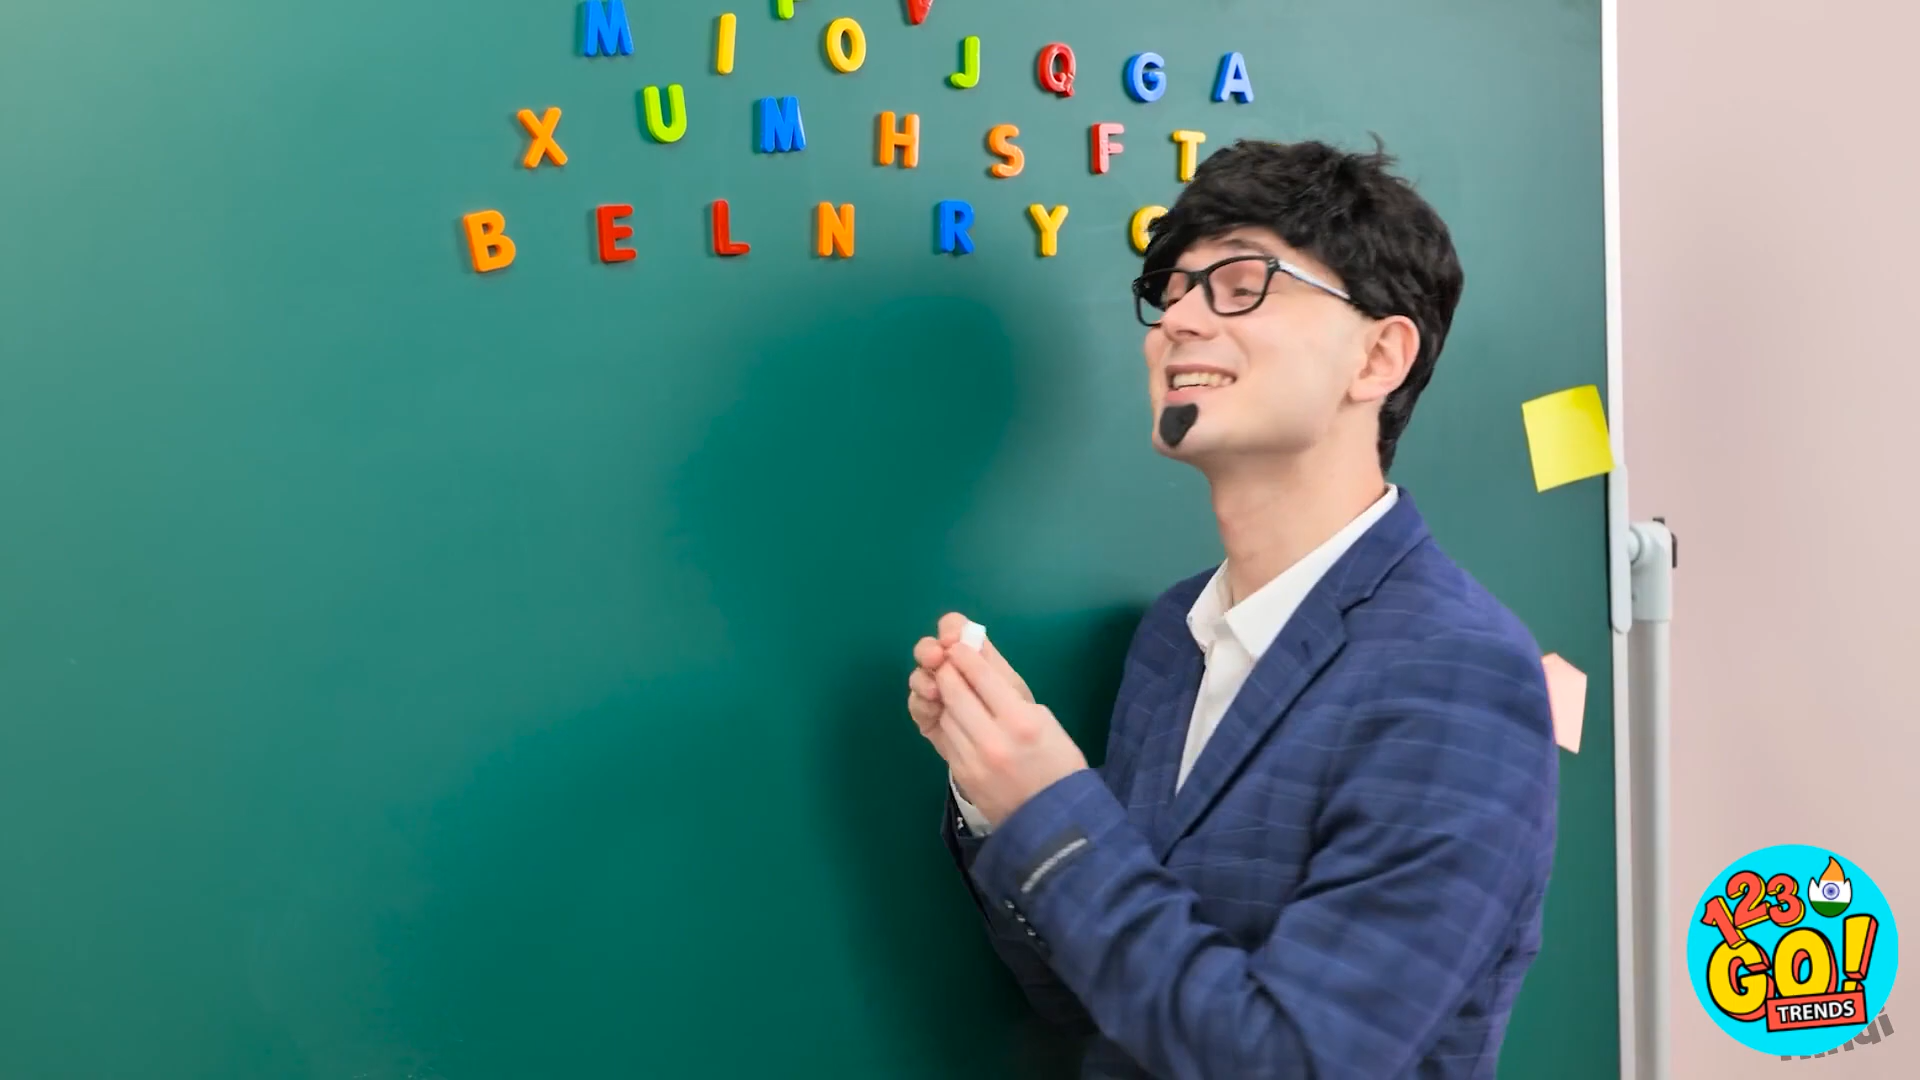 M I O J Q G A
X U M H S F T
B E L N R Y
123
GO!
TRENDS